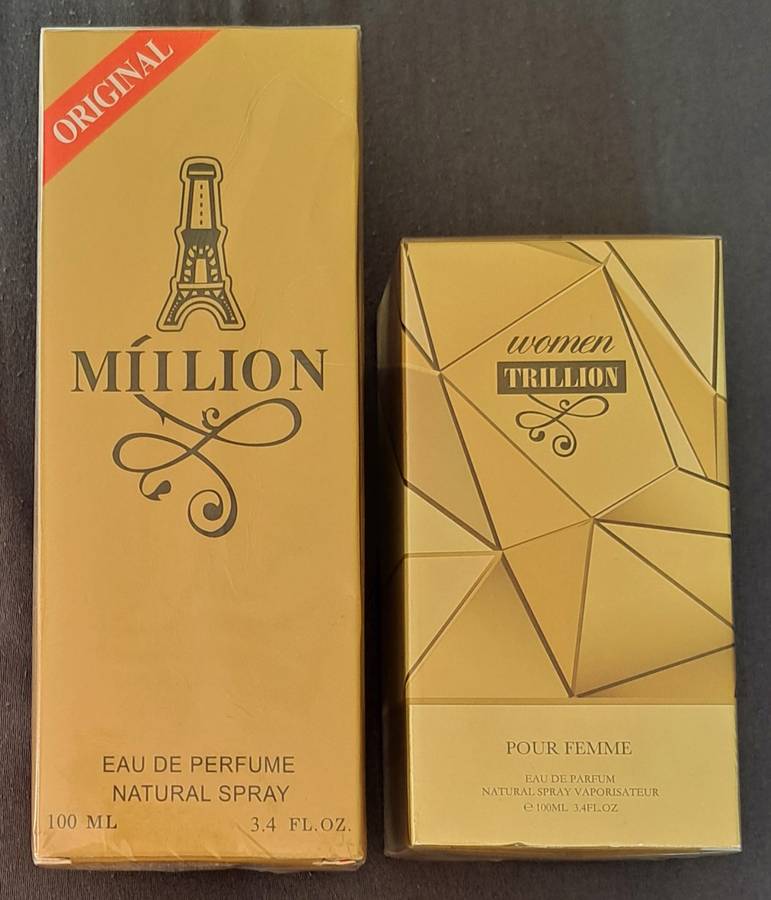 ORIGINAL
MÍILION
EAU DE PERFUME
NATURAL SPRAY
100 ML 3.4 FL.OZ.
women
TRILLION
POUR FEMME
EAU DE PARFUM
NATURAL SPRAY VAPORISATEUR
℮100ML 3.4FL.OZ